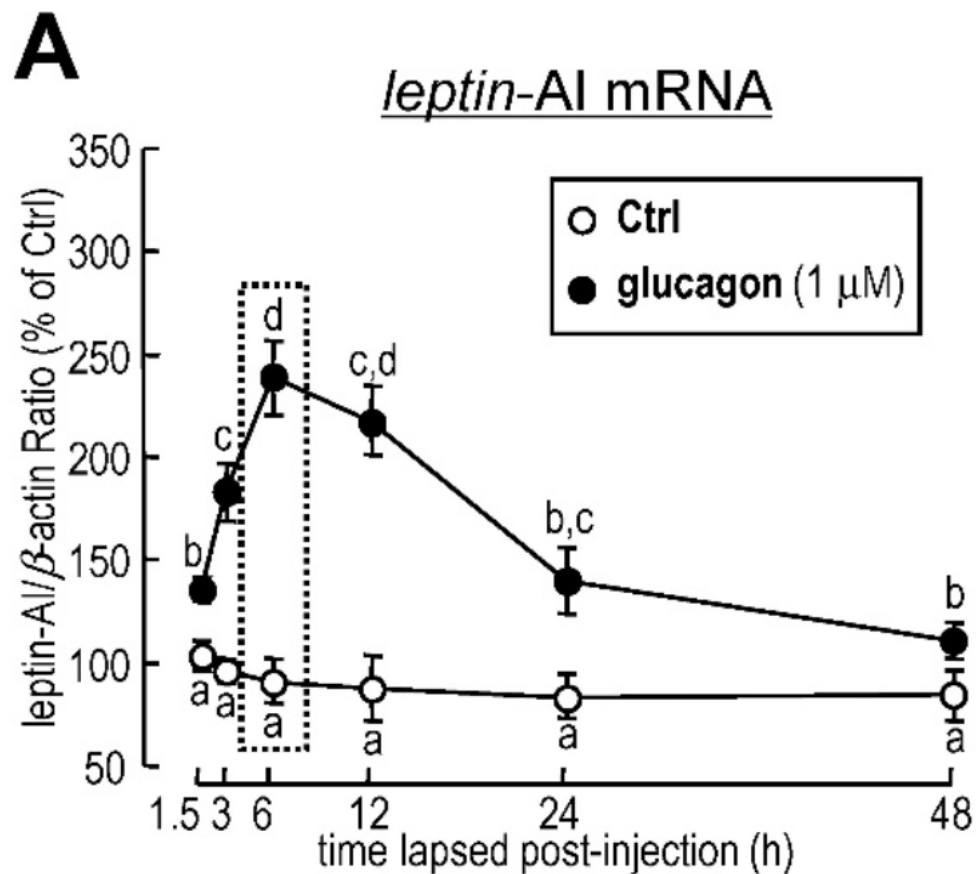 A
leptin-AI mRNA
leptin-AI/β-actin Ratio (% of Ctrl)
350
300
250
200
150
100
50
Ctrl
glucagon (1 μM)
b
c
d
c,d
b,c
b
a
a
a
a
a
a
1.5 3 6 12 24 48
time lapsed post-injection (h)